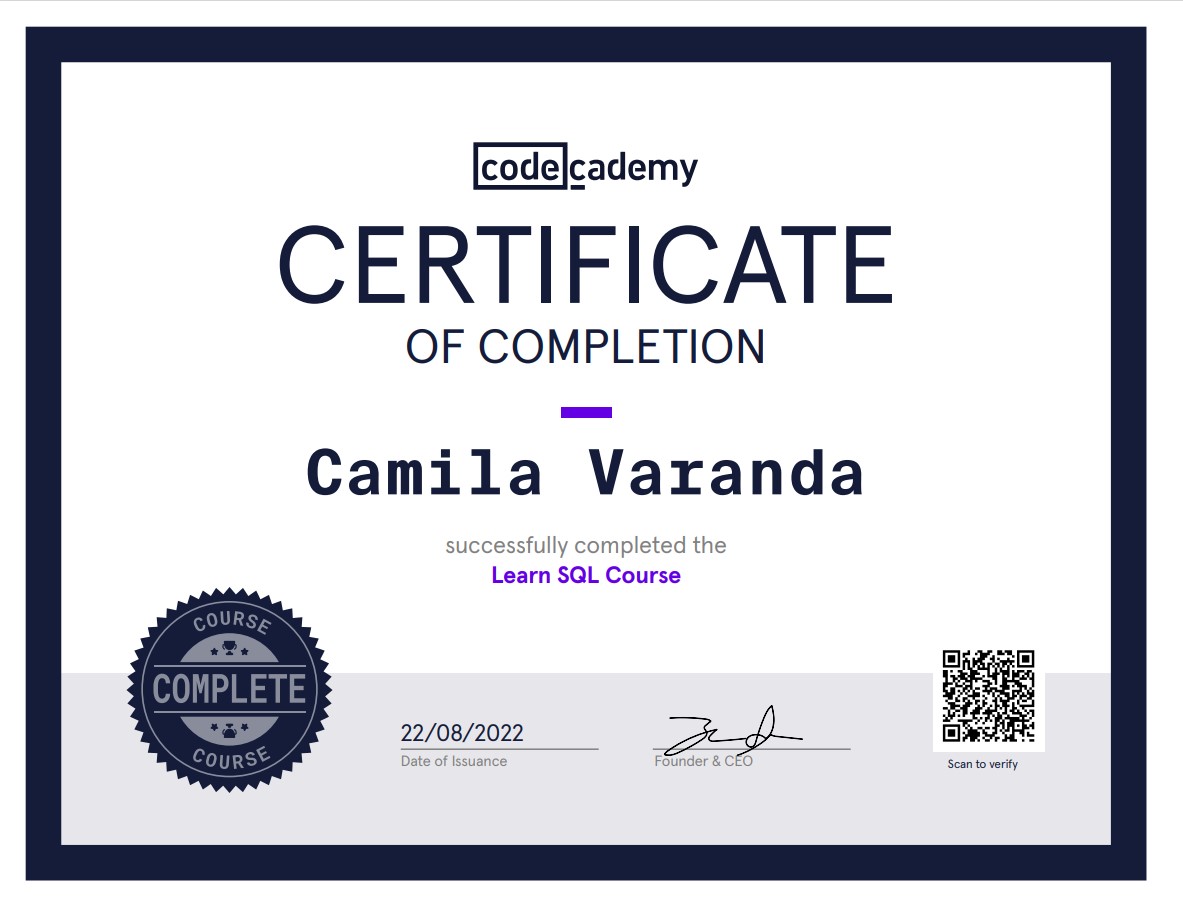 codecademy
CERTIFICATE
OF COMPLETION
Camila Varanda
successfully completed the
Learn SQL Course
COURSE
COMPLETE
COURSE
22/08/2022
Date of Issuance
Founder & CEO
Scan to verify